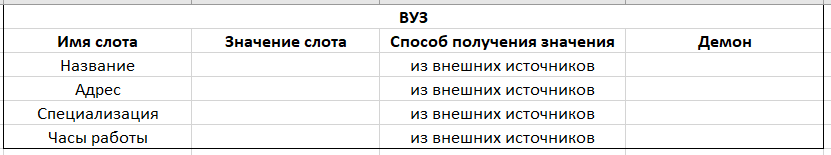 ВУЗ
Имя слота Значение слота Способ получения значения Демон
Название из внешних источников
Адрес из внешних источников
Специализация из внешних источников
Часы работы из внешних источников